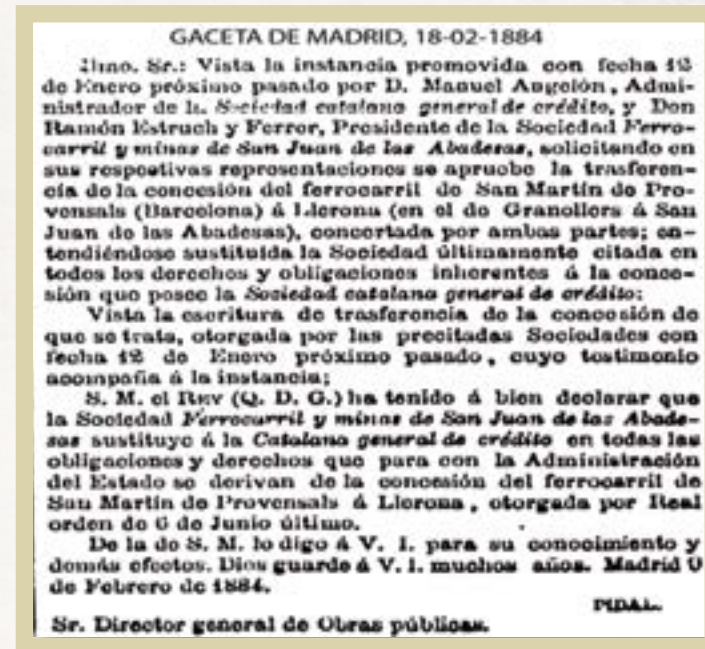 GACETA DE MADRID, 18-02-1884
Ilmo. Sr.: Vista la instancia promovida con fecha 12
de Enero próximo pasado por D. Manuel Angelón, Admi-
nistrador de la Sociedad catalana general de crédito, y Don
Ramón Estruch y Ferrer, Presidente de la Sociedad Ferro-
carril y minas de San Juan de las Abadesas, solicitando en
sus respectivas representaciones se apruebe la trasferen-
cia de la concesión del ferrocarril de San Martín de Pro-
vensals (Barcelona) á Llerona (en el de Granollers á San
Juan de las Abadesas), concertada por ambas partes; en-
tendiéndose sustituída la Sociedad últimamente citada en
todos los derechos y obligaciones inherentes á la conce-
sión que posee la Sociedad catalana general de crédito:
Vista la escritura de trasferencia de la concesión de
que se trata, otorgada por las precitadas Sociedades con
fecha 12 de Enero próximo pasado, cuyo testimonio
acompaña á la instancia;
S. M. el REY (Q. D. G.) ha tenido á bien declarar que
la Sociedad Ferrocarril y minas de San Juan de las Abade-
sas sustituye á la Catalana general de crédito en todas las
obligaciones y derechos que para con la Administración
del Estado se derivan de la concesión del ferrocarril de
San Martín de Provensals á Llerona, otorgada por Real
orden de 6 de Junio último.
De la de S. M. lo digo á V. I. para su conocimiento y
demás efectos. Dios guarde á V. I. muchos años. Madrid
de Febrero de 1884.
PIDAL.
Sr. Director general de Obras públicas.